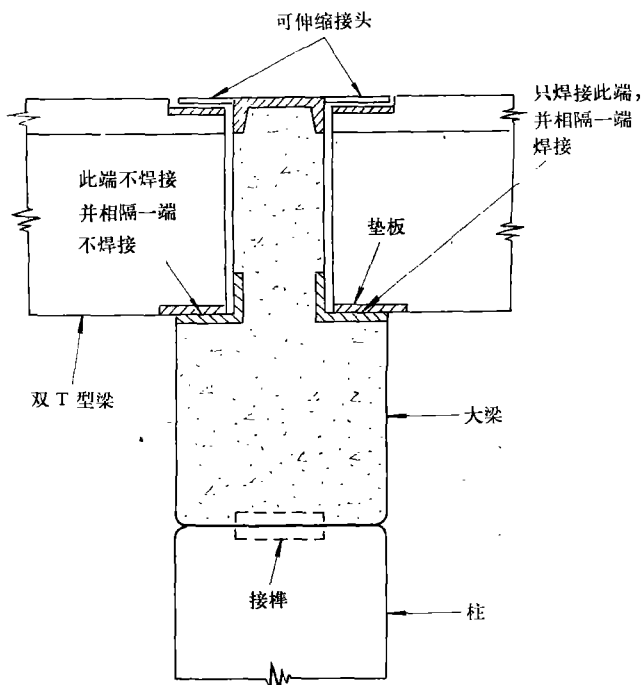 可伸缩接头
只焊接此端，
并相隔一端
焊接
此端不焊接
并相隔一端
不焊接
垫板
双T型梁
大梁
接榫
柱